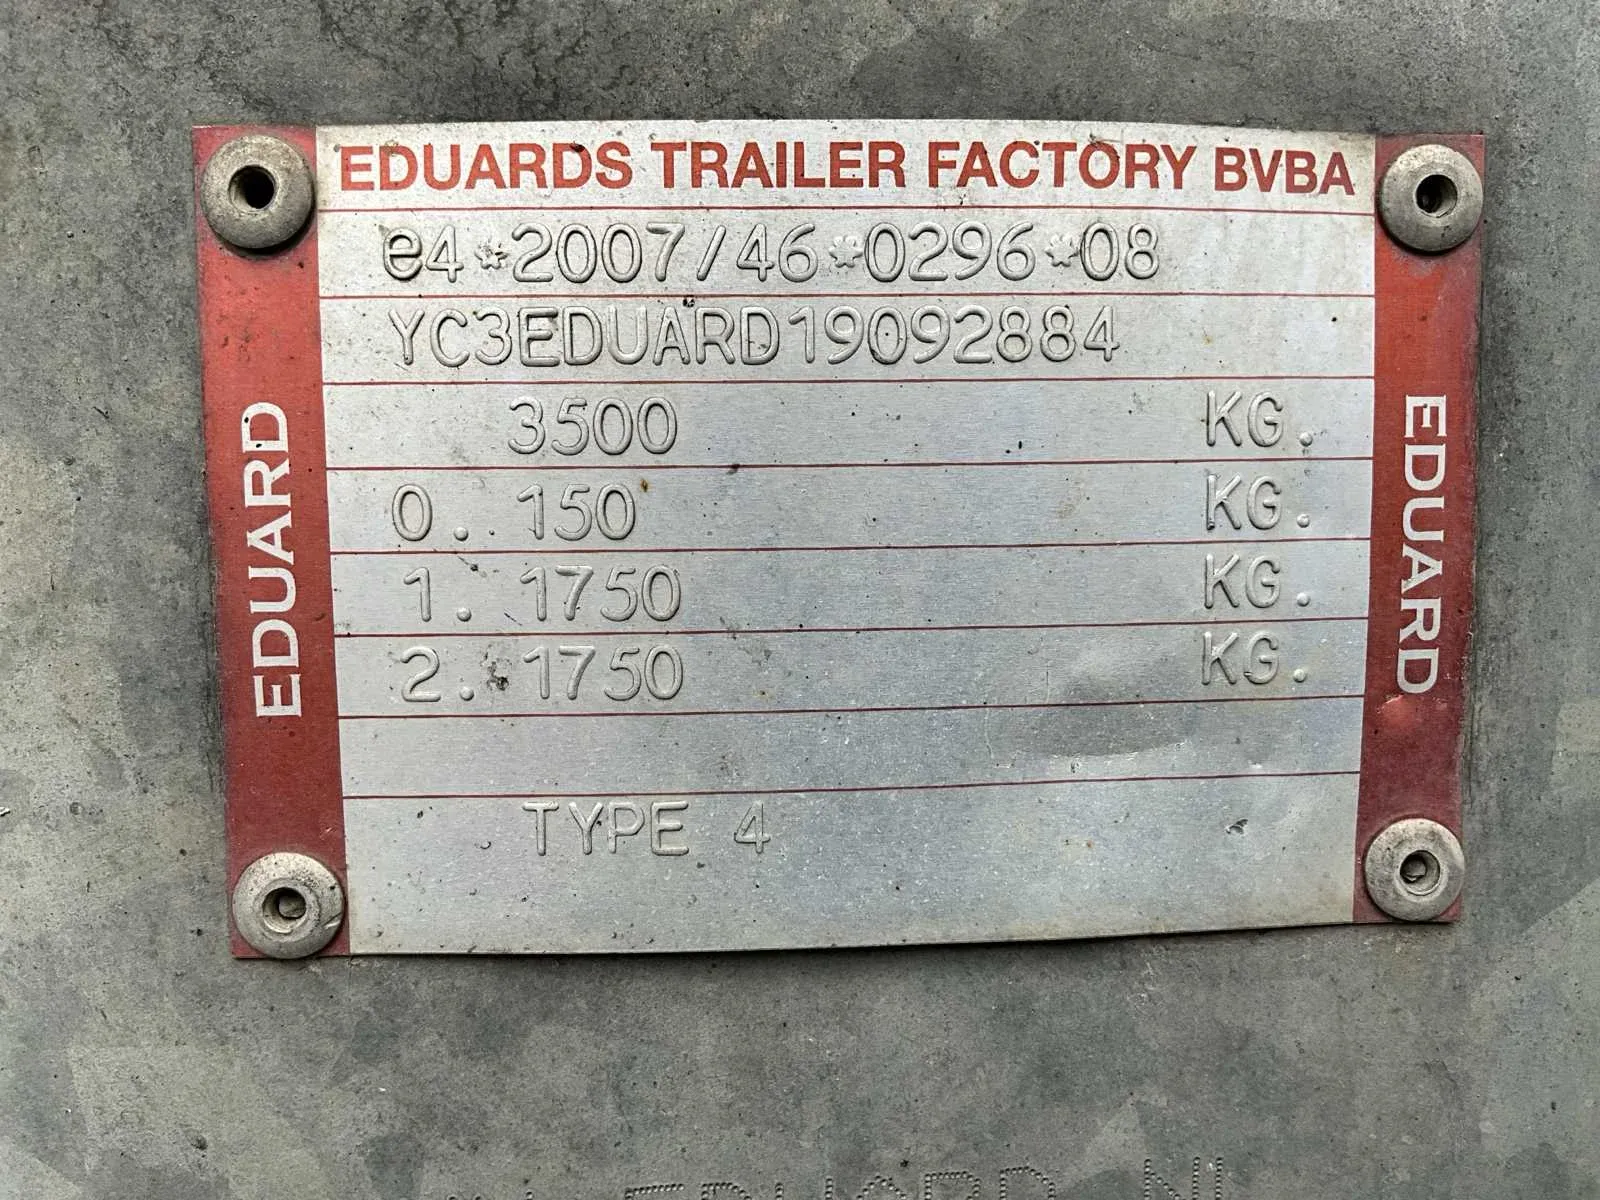 EDUARDS TRAILER FACTORY BVBA
e4*2007/46*0296*08
YC3EDUARD19092884
3500 KG.
0. 150 KG.
1. 1750 KG.
2. 1750 KG.
TYPE 4
EDUARD
EDUARD